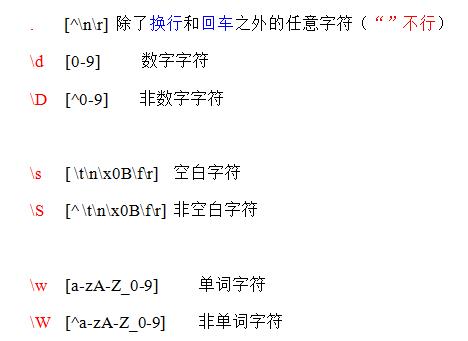 . [^\n\r] 除了换行和回车之外的任意字符（“ ”不行）
\d [0-9] 数字字符
\D [^0-9] 非数字字符
\s [ \t\n\x0B\f\r] 空白字符
\S [^ \t\n\x0B\f\r] 非空白字符
\w [a-zA-Z_0-9] 单词字符
\W [^a-zA-Z_0-9] 非单词字符